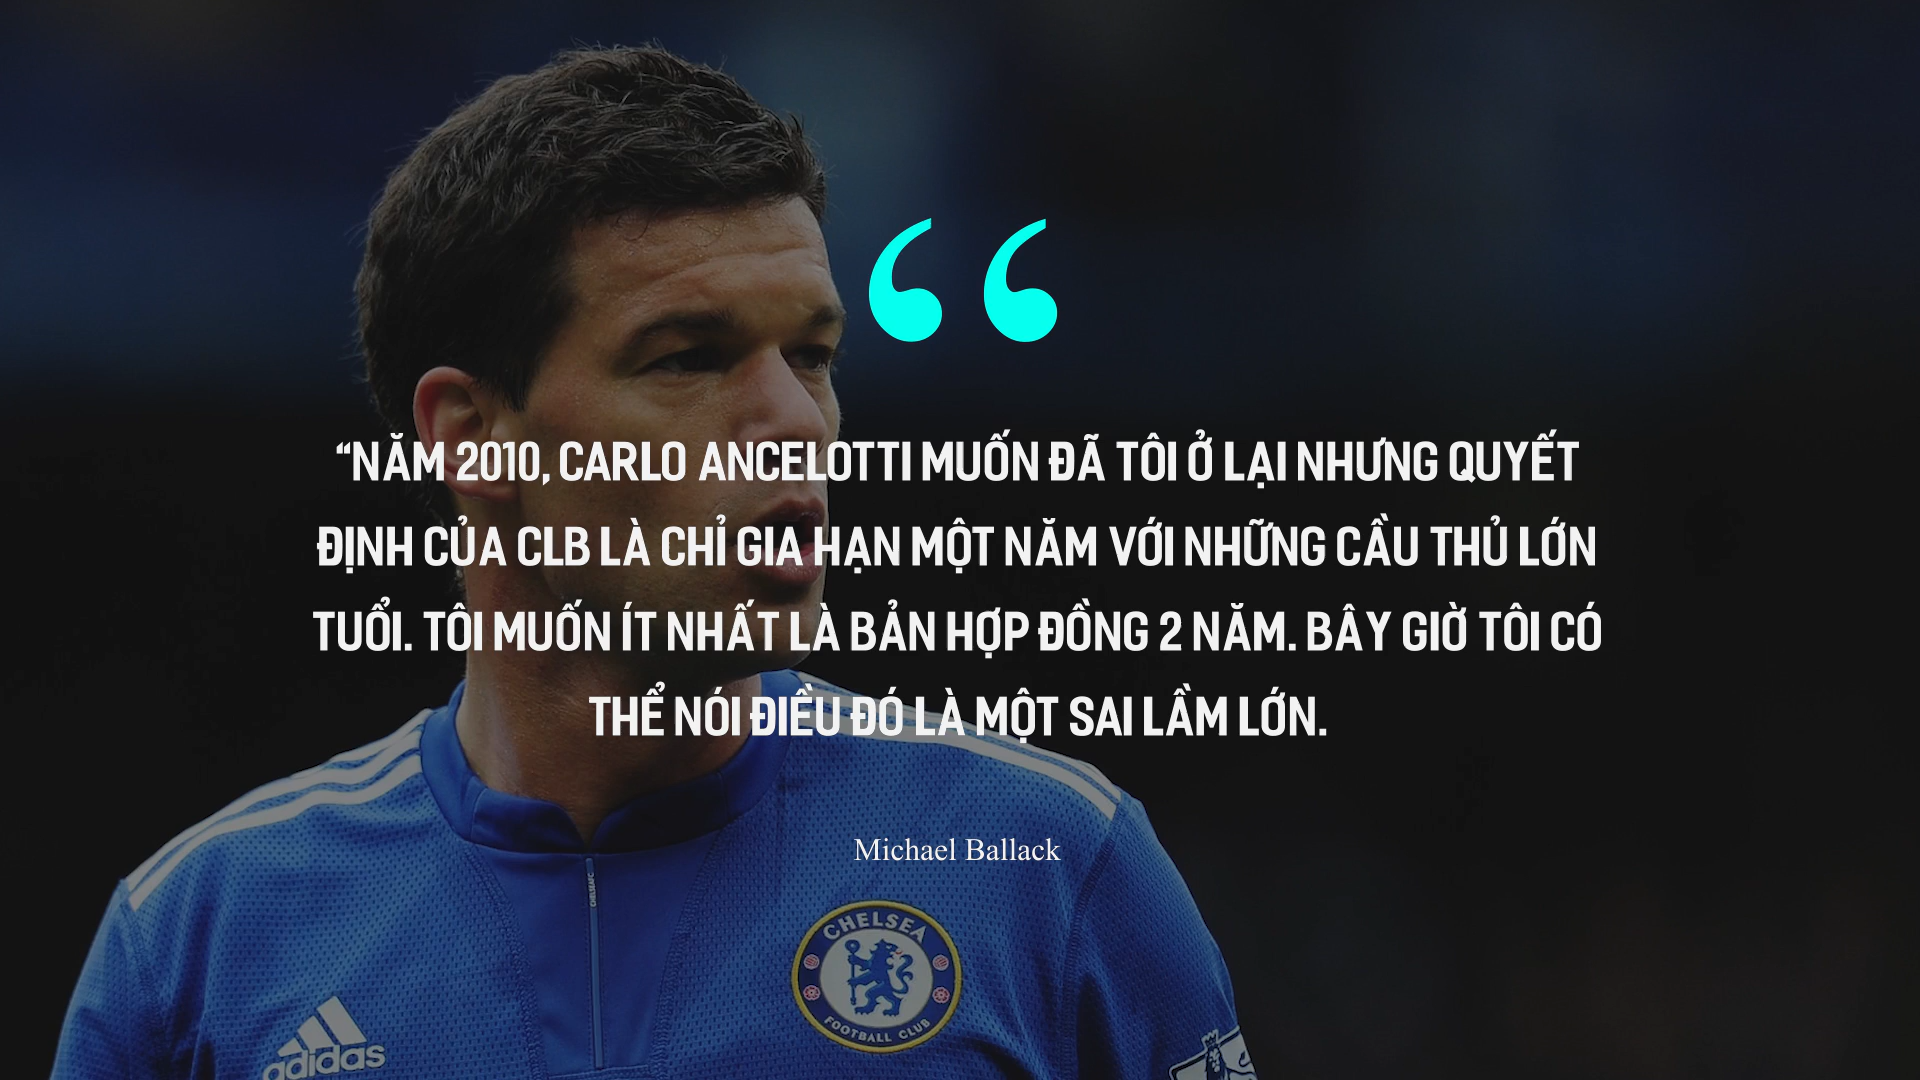 “NĂM 2010, CARLO ANCELOTTI MUỐN ĐÃ TÔI Ở LẠI NHƯNG QUYẾT
ĐỊNH CỦA CLB LÀ CHỈ GIA HẠN MỘT NĂM VỚI NHỮNG CẦU THỦ LỚN
TUỔI. TÔI MUỐN ÍT NHẤT LÀ BẢN HỢP ĐỒNG 2 NĂM. BÂY GIỜ TÔI CÓ
THỂ NÓI ĐIỀU ĐÓ LÀ MỘT SAI LẦM LỚN.
Michael Ballack
CHELSEA FC
CHELSEA
FOOTBALL CLUB
adidas